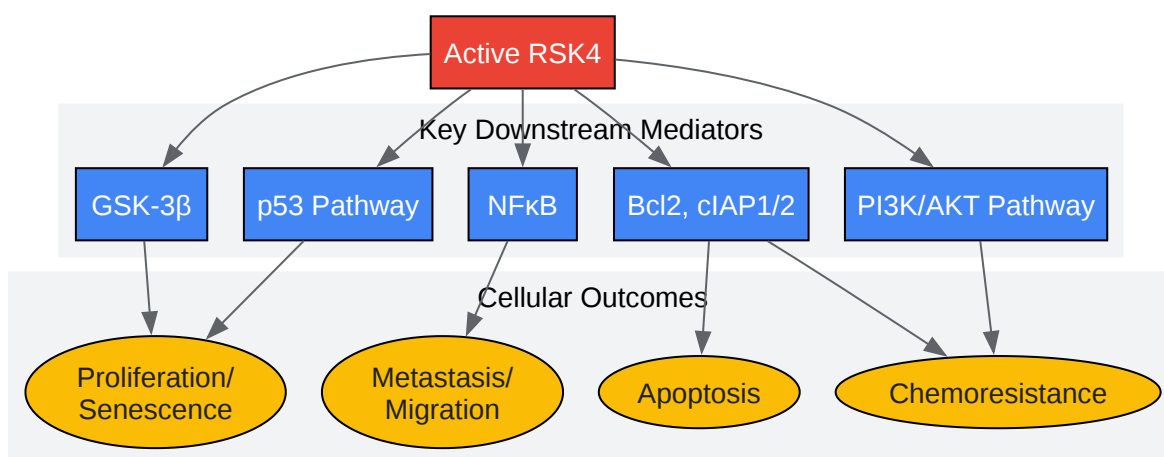 Active RSK4
Key Downstream Mediators
GSK-3β
p53 Pathway
NFκB
Bcl2, cIAP1/2
PI3K/AKT Pathway
Cellular Outcomes
Proliferation/
Senescence
Metastasis/
Migration
Apoptosis
Chemoresistance